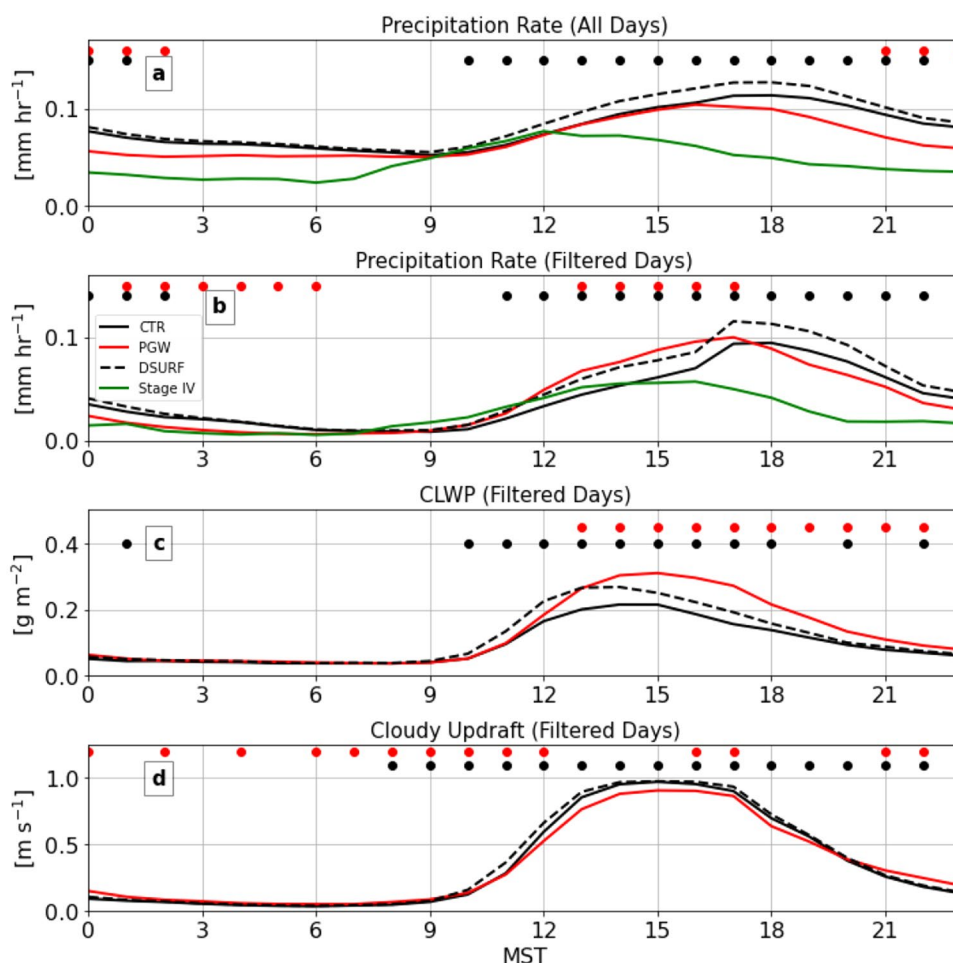 Precipitation Rate (All Days)
[mm hr⁻¹]
0.1
0.0
a
0 3 6 9 12 15 18 21
Precipitation Rate (Filtered Days)
[mm hr⁻¹]
0.1
0.0
b
CTR
PGW
DSURF
Stage IV
0 3 6 9 12 15 18 21
CLWP (Filtered Days)
[g m⁻²]
0.4
0.2
0.0
c
0 3 6 9 12 15 18 21
Cloudy Updraft (Filtered Days)
[m s⁻¹]
1.0
0.5
0.0
d
0 3 6 9 12 15 18 21
MST